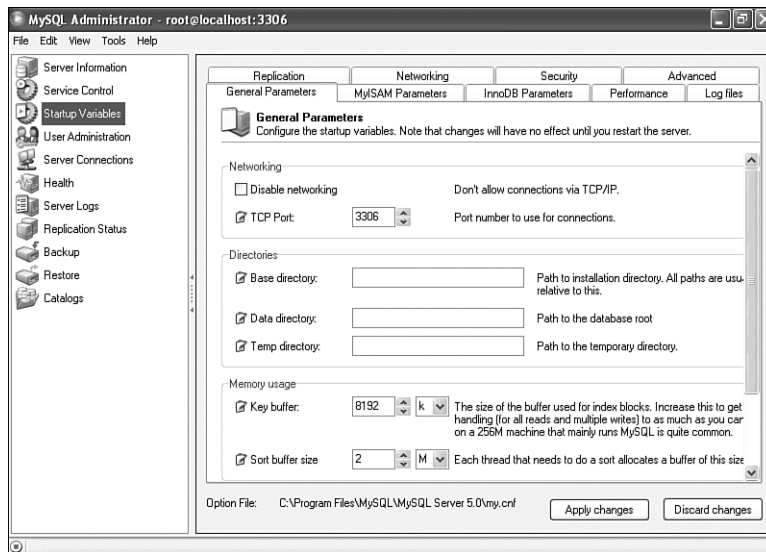 MySQL Administrator - root@localhost:3306
File Edit View Tools Help
Server Information
Service Control
Startup Variables
User Administration
Server Connections
Health
Server Logs
Replication Status
Backup
Restore
Catalogs
Replication Networking Security Advanced
General Parameters MyISAM Parameters InnoDB Parameters Performance Log files
General Parameters
Configure the startup variables. Note that changes will have no effect until you restart the server.
Networking
Disable networking Don't allow connections via TCP/IP.
TCP Port: 3306 Port number to use for connections.
Directories
Base directory: Path to installation directory. All paths are usu
relative to this.
Data directory: Path to the database root
Temp directory: Path to the temporary directory.
Memory usage
Key buffer: 8192 k The size of the buffer used for index blocks. Increase this to get
handling (for all reads and multiple writes) to as much as you can
on a 256M machine that mainly runs MySQL is quite common.
Sort buffer size 2 M Each thread that needs to do a sort allocates a buffer of this size
Option File: C:\Program Files\MySQL\MySQL Server 5.0\my.cnf Apply changes Discard changes